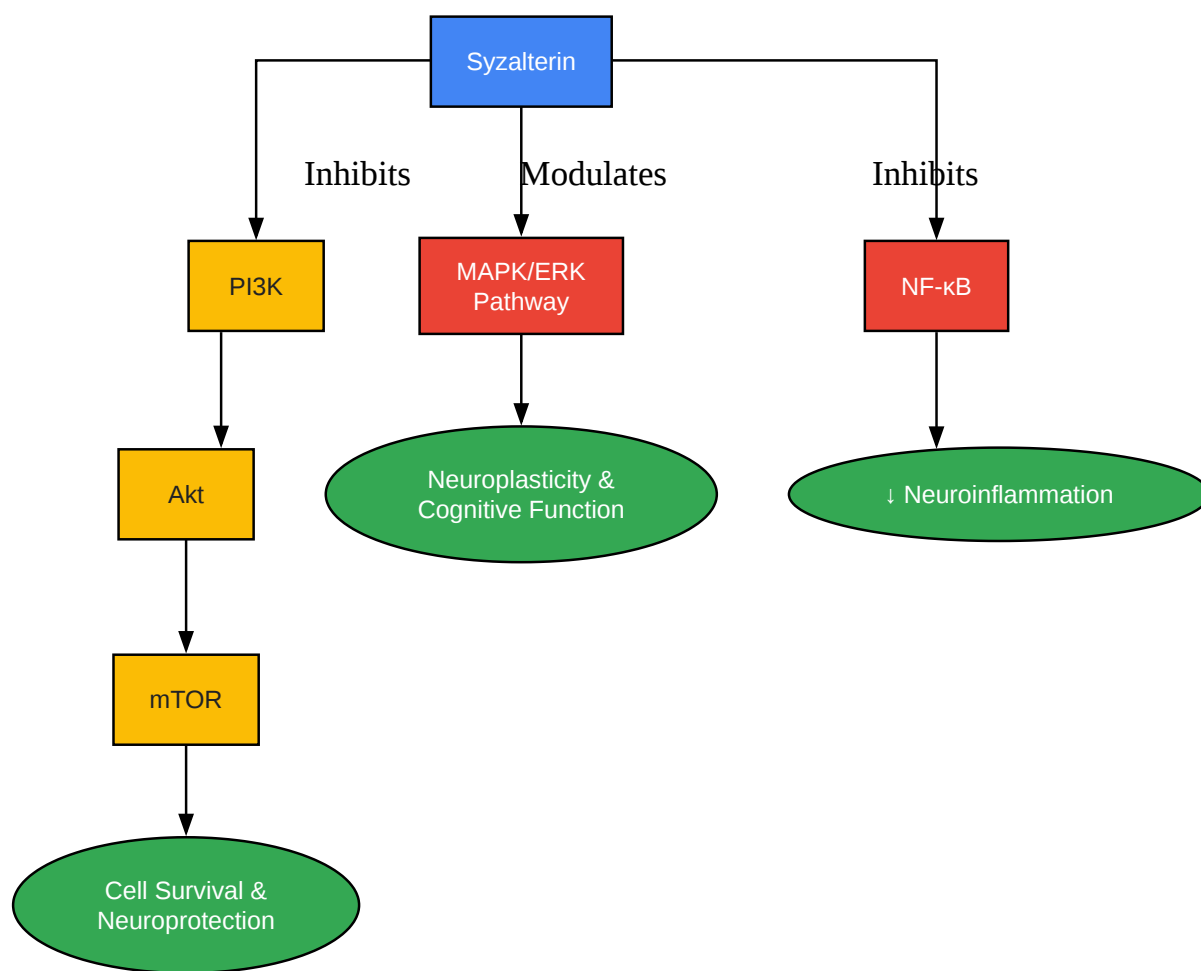 Syzalterin
Inhibits
Modulates
Inhibits
PI3K
MAPK/ERK
Pathway
NF-κB
Akt
Neuroplasticity &
Cognitive Function
↓ Neuroinflammation
mTOR
Cell Survival &
Neuroprotection